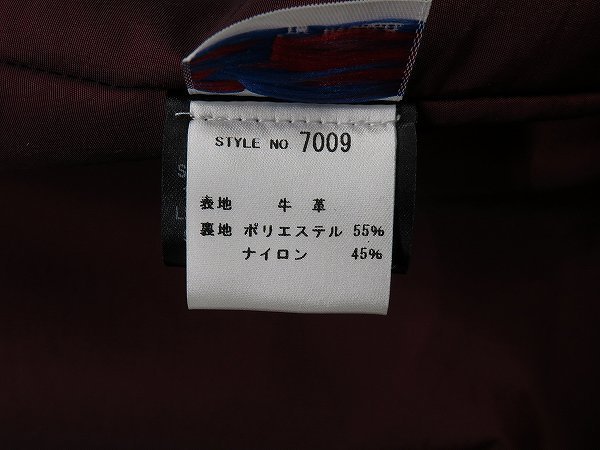 STYLE NO 7009
表地 牛 革
裏地 ポリエステル 55%
ナイロン 45%